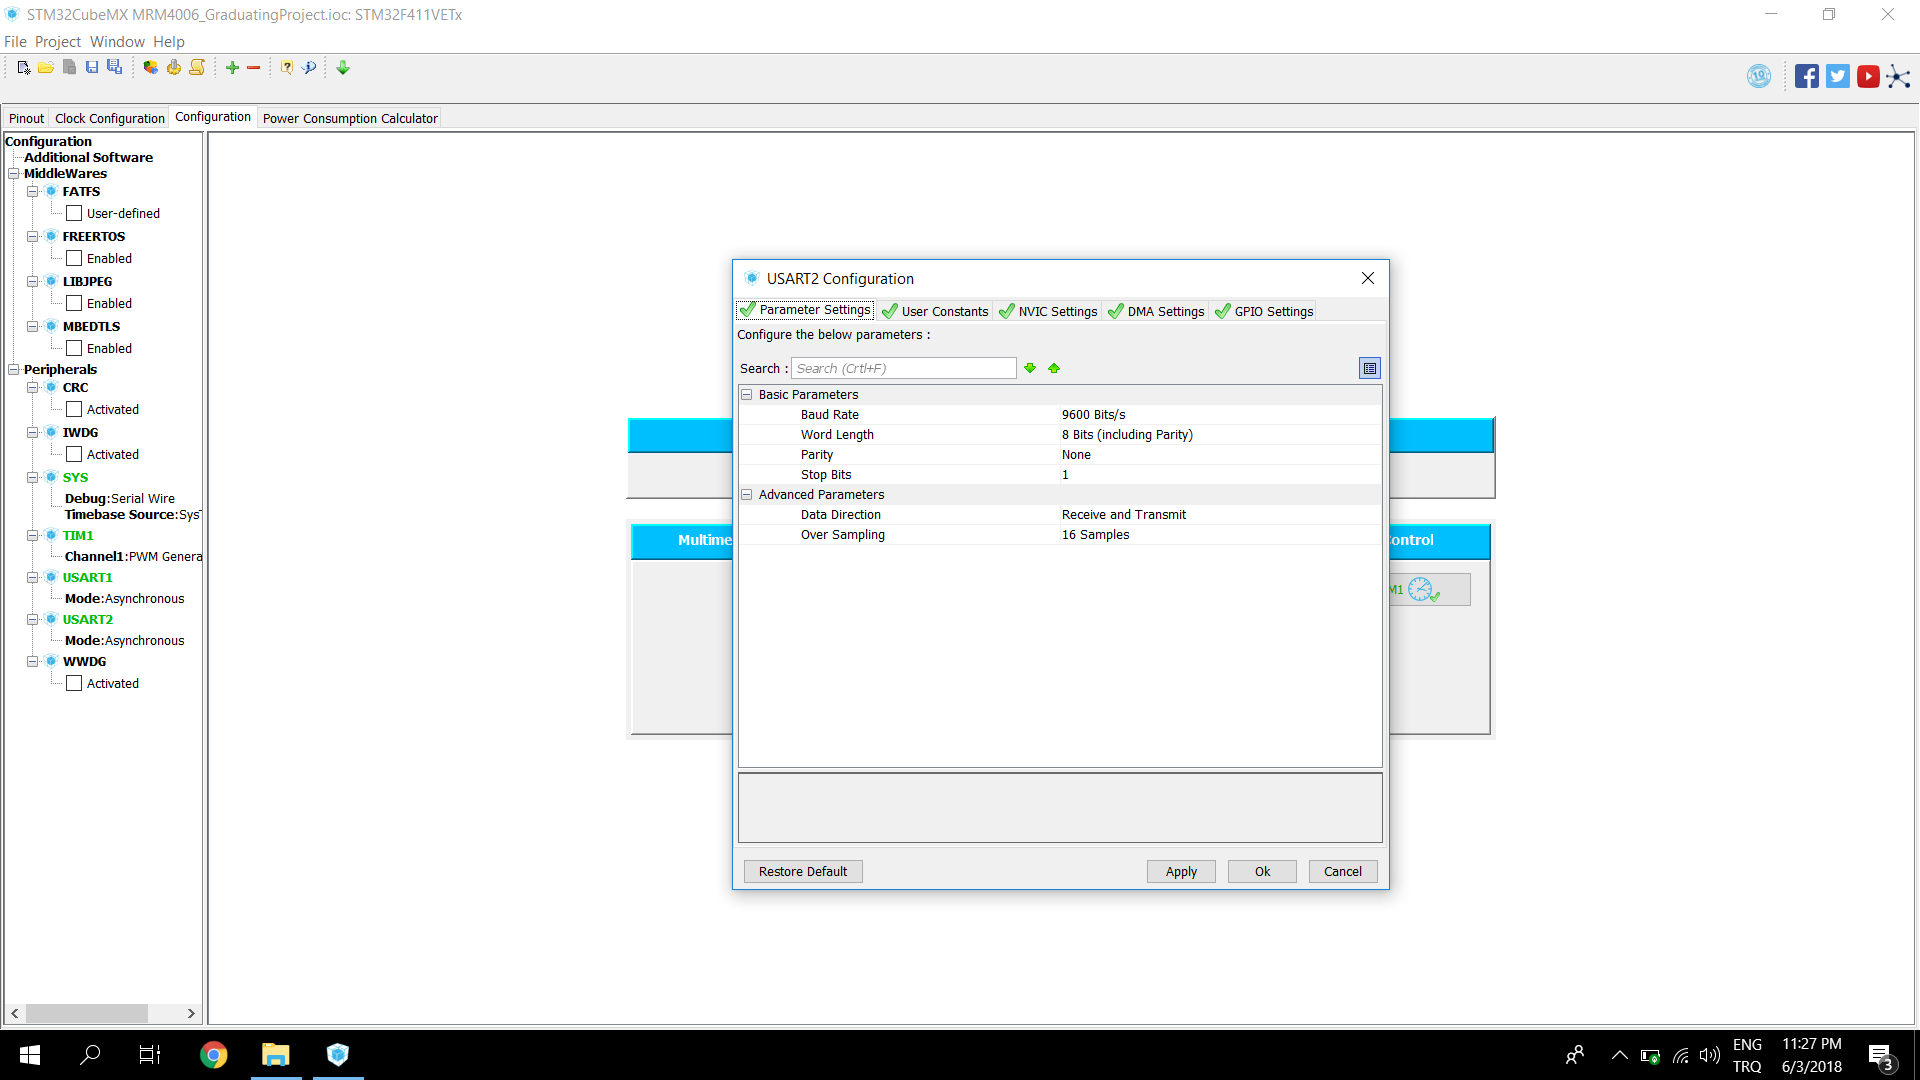 STM32CubeMX MRM4006_GraduatingProject.ioc: STM32F411VETx
File Project Window Help
10
Pinout Clock Configuration Configuration Power Consumption Calculator
Configuration
Additional Software
MiddleWares
FATFS
User-defined
FREERTOS
Enabled
LIBJPEG
Enabled
MBEDTLS
Enabled
Peripherals
CRC
Activated
IWDG
Activated
SYS
Debug:Serial Wire
Timebase Source:SysT
TIM1
Channel1:PWM Genera
USART1
Mode:Asynchronous
USART2
Mode:Asynchronous
WWDG
Activated
Multime
ontrol
M1
USART2 Configuration
Parameter Settings User Constants NVIC Settings DMA Settings GPIO Settings
Configure the below parameters :
Search : Search (Crtl+F)
Basic Parameters
Baud Rate 9600 Bits/s
Word Length 8 Bits (including Parity)
Parity None
Stop Bits 1
Advanced Parameters
Data Direction Receive and Transmit
Over Sampling 16 Samples
Restore Default Apply Ok Cancel
ENG 11:27 PM
TRQ 6/3/2018
3